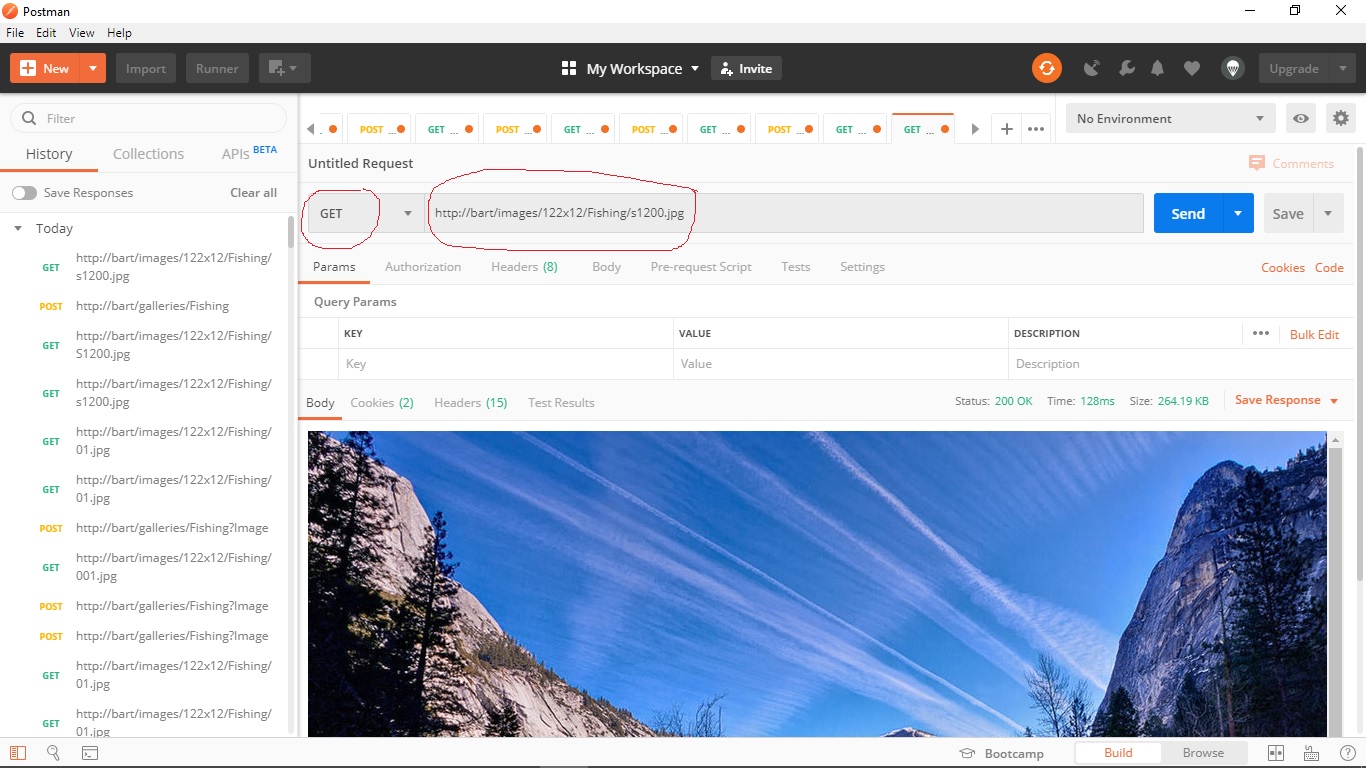 Postman
File Edit View Help
New Import Runner My Workspace Invite Upgrade
Filter
History Collections APIs BETA
Save Responses Clear all
Today
GET http://bart/images/122x12/Fishing/
s1200.jpg
POST http://bart/galleries/Fishing
GET http://bart/images/122x12/Fishing/
S1200.jpg
GET http://bart/images/122x12/Fishing/
s1200.jpg
GET http://bart/images/122x12/Fishing/
01.jpg
GET http://bart/images/122x12/Fishing/
01.jpg
POST http://bart/galleries/Fishing?Image
GET http://bart/images/122x12/Fishing/
001.jpg
POST http://bart/galleries/Fishing?Image
POST http://bart/galleries/Fishing?Image
GET http://bart/images/122x12/Fishing/
01.jpg
GET http://bart/images/122x12/Fishing/
01.jpg
. POST ... GET ... POST ... GET ... POST ... GET ... POST ... GET ... GET ...
No Environment
Untitled Request Comments
GET http://bart/images/122x12/Fishing/s1200.jpg Send Save
Params Authorization Headers (8) Body Pre-request Script Tests Settings Cookies Code
Query Params
KEY VALUE DESCRIPTION ••• Bulk Edit
Key Value Description
Body Cookies (2) Headers (15) Test Results Status: 200 OK Time: 128ms Size: 264.19 KB Save Response
Bootcamp Build Browse